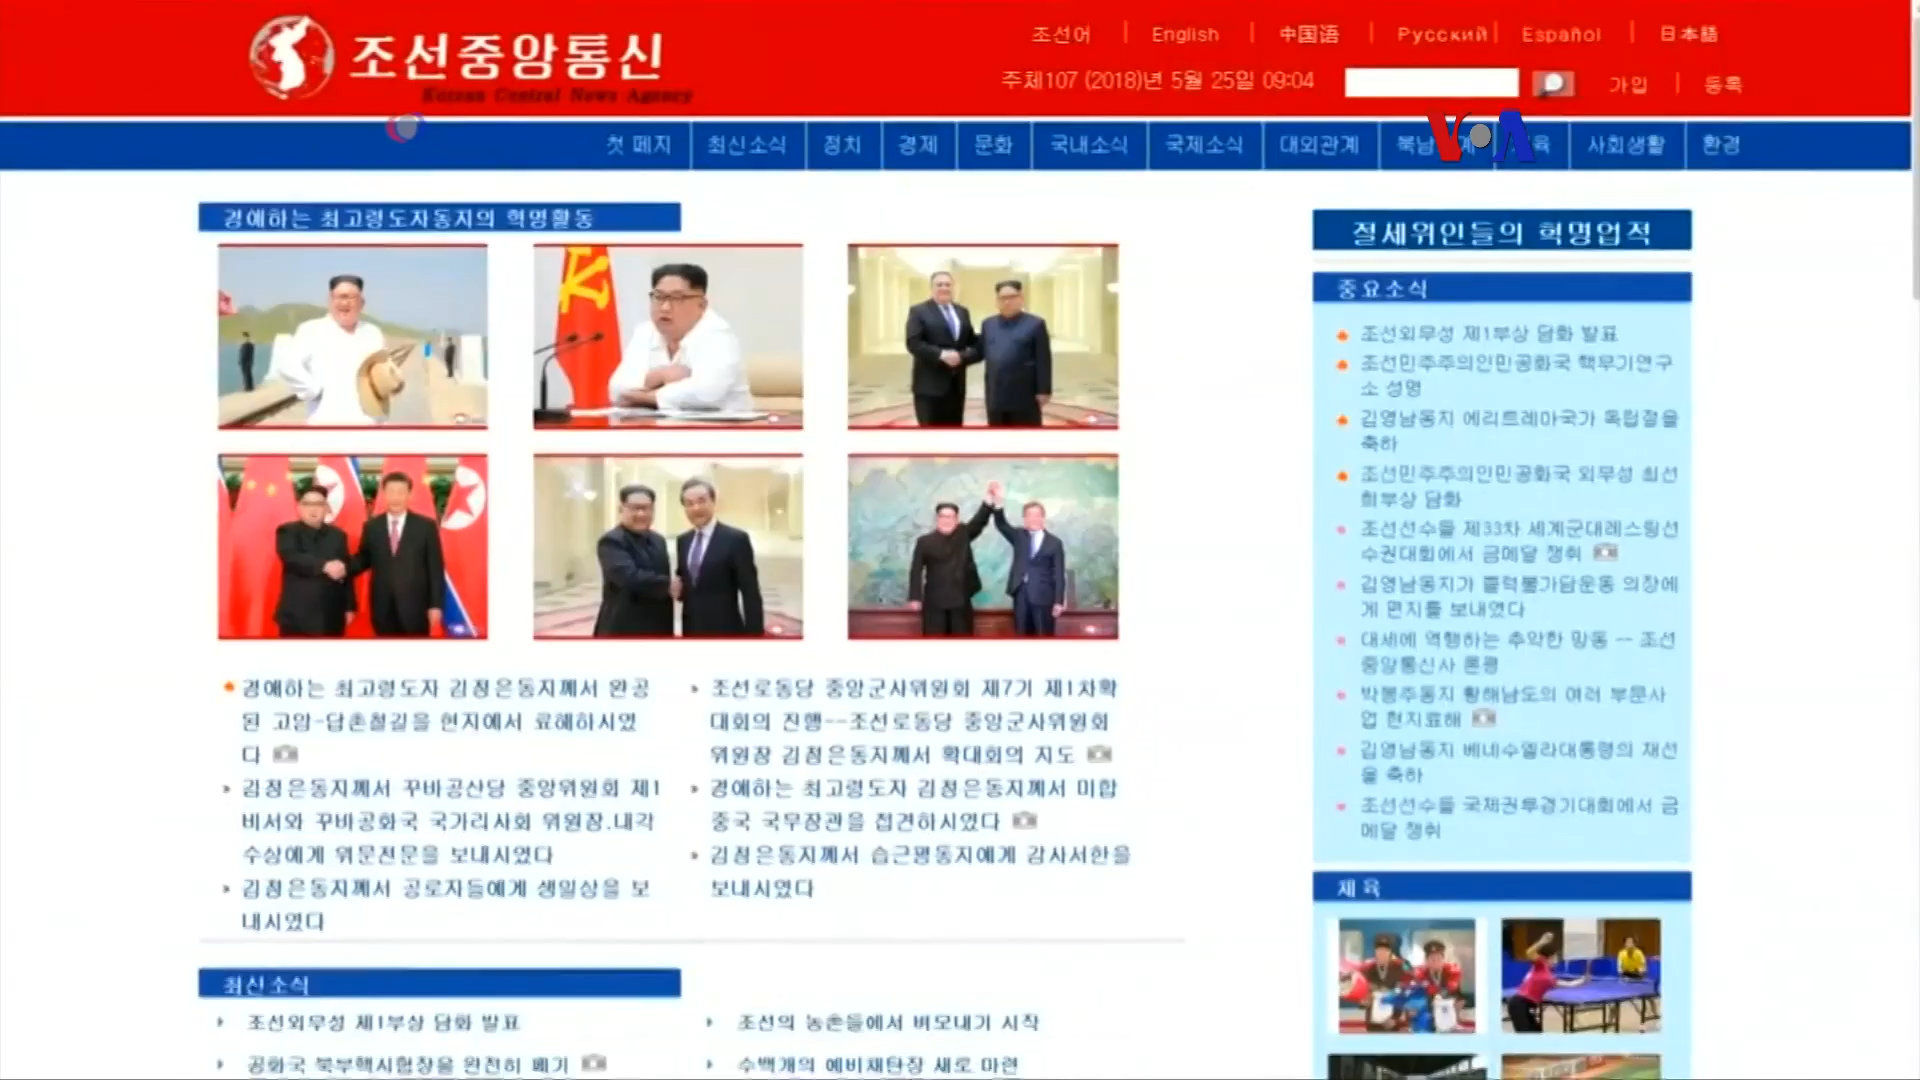 조선중앙통신
Korean Central News Agency
조선어 | English | 中国语 | Русский | Español | 日本語
주체107 (2018)년 5월 25일 09:04
가입 | 등록
VOA
첫 페지 최신소식 정치 경제 문화 국내소식 국제소식 대외관계 북남 계 육 사회생활 환경
경애하는 최고령도자동지의 혁명활동
경애하는 최고령도자 김정은동지께서 완공
된 고암-답촌철길을 현지에서 료해하시였
다
김정은동지께서 꾸바공산당 중앙위원회 제1
비서와 꾸바공화국 국가리사회 위원장,내각
수상에게 위문전문을 보내시였다
김정은동지께서 공로자들에게 생일상을 보
내시였다
조선로동당 중앙군사위원회 제7기 제1차확
대회의 진행--조선로동당 중앙군사위원회
위원장 김정은동지께서 확대회의 지도
경애하는 최고령도자 김정은동지께서 미합
중국 국무장관을 접견하시였다
김정은동지께서 습근평동지에게 감사서한을
보내시였다
최신소식
조선외무성 제1부상 담화 발표
공화국 북부핵시험장을 완전히 페기
조선의 농촌들에서 벼모내기 시작
수백개의 예비채탄장 새로 마련
절세위인들의 혁명업적
중요소식
조선외무성 제1부상 담화 발표
조선민주주의인민공화국 핵무기연구
소 성명
김영남동지 에리트레아국가 독립절을
축하
조선민주주의인민공화국 외무성 최선
희부상 담화
조선선수들 제33차 세계군대레스링선
수권대회에서 금메달 쟁취
김영남동지가 쁠럭불가담운동 의장에
게 편지를 보내였다
대세에 역행하는 추악한 망동 -- 조선
중앙통신사 론평
박봉주동지 황해남도의 여러 부문사
업 현지료해
김영남동지 베네수엘라대통령의 재선
을 축하
조선선수들 국제권투경기대회에서 금
메달 쟁취
체육